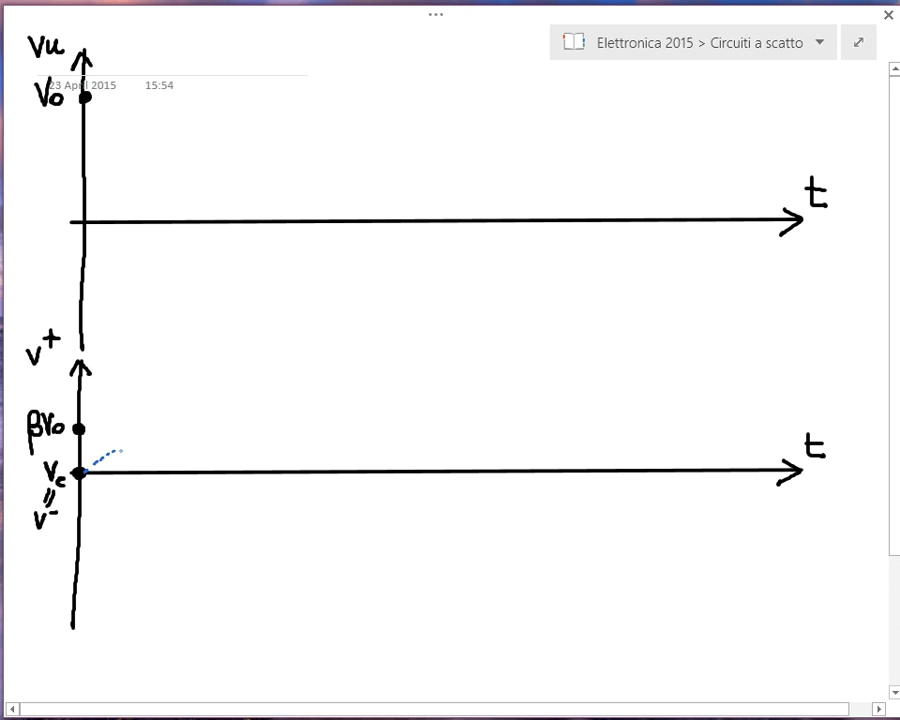 Elettronica 2015 > Circuiti a scatto
Vu
23 April 2015 15:54
Vo
t
v+
βVo
t
Vc
=
v-